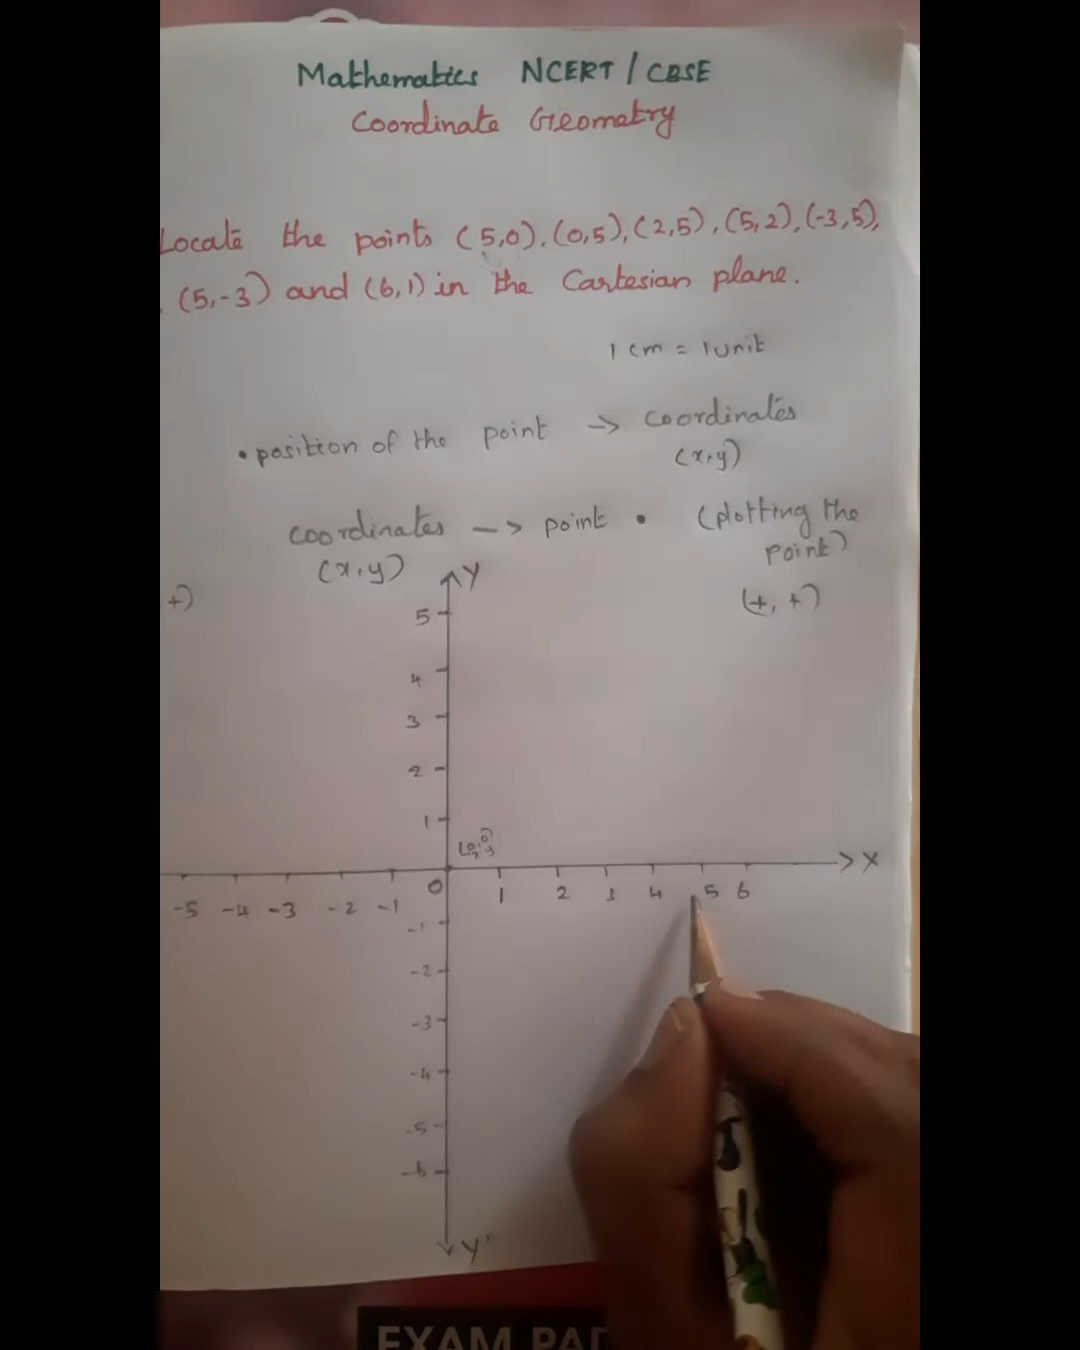 Mathematics NCERT / CBSE
Coordinate Geometry
Locate the points (5,0), (0,5), (2,5), (5,2), (-3,5),
(5,-3) and (6,1) in the Cartesian plane.
1 cm = 1 unit
• position of the point -> coordinates
(x,y)
coordinates -> point • (plotting the
point)
(x,y)
Y
+)
(+, +)
5
4
3
2
1
(0,0)
X
0
1 2 3 4 5 6
-5 -4 -3 -2 -1
-1
-2
-3
-4
-5
-6
Y'
EXAM PAD